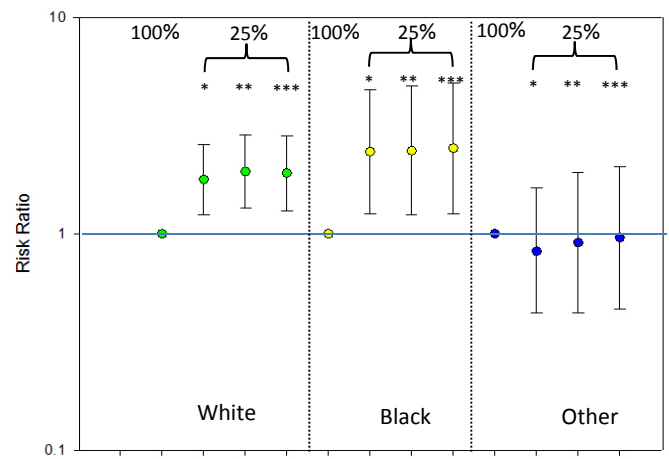 10
100% 25% 100% 25% 100% 25%
* ** *** * ** *** * ** ***
Risk Ratio
1
White Black Other
0.1